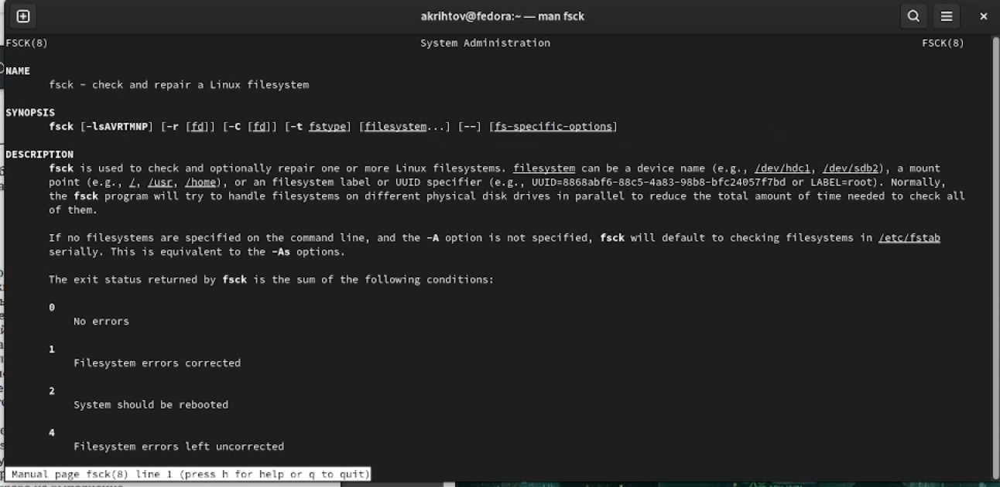 akrihtov@fedora:~ — man fsck
FSCK(8) System Administration FSCK(8)
NAME
fsck - check and repair a Linux filesystem
SYNOPSIS
fsck [-lsAVRTMNP] [-r [fd]] [-C [fd]] [-t fstype] [filesystem...] [--] [fs-specific-options]
DESCRIPTION
fsck is used to check and optionally repair one or more Linux filesystems. filesystem can be a device name (e.g., /dev/hdc1, /dev/sdb2), a mount
point (e.g., /, /usr, /home), or an filesystem label or UUID specifier (e.g., UUID=8868abf6-88c5-4a83-98b8-bfc24057f7bd or LABEL=root). Normally,
the fsck program will try to handle filesystems on different physical disk drives in parallel to reduce the total amount of time needed to check all
of them.
If no filesystems are specified on the command line, and the -A option is not specified, fsck will default to checking filesystems in /etc/fstab
serially. This is equivalent to the -As options.
The exit status returned by fsck is the sum of the following conditions:
0
No errors
1
Filesystem errors corrected
2
System should be rebooted
4
Filesystem errors left uncorrected
Manual page fsck(8) line 1 (press h for help or q to quit)